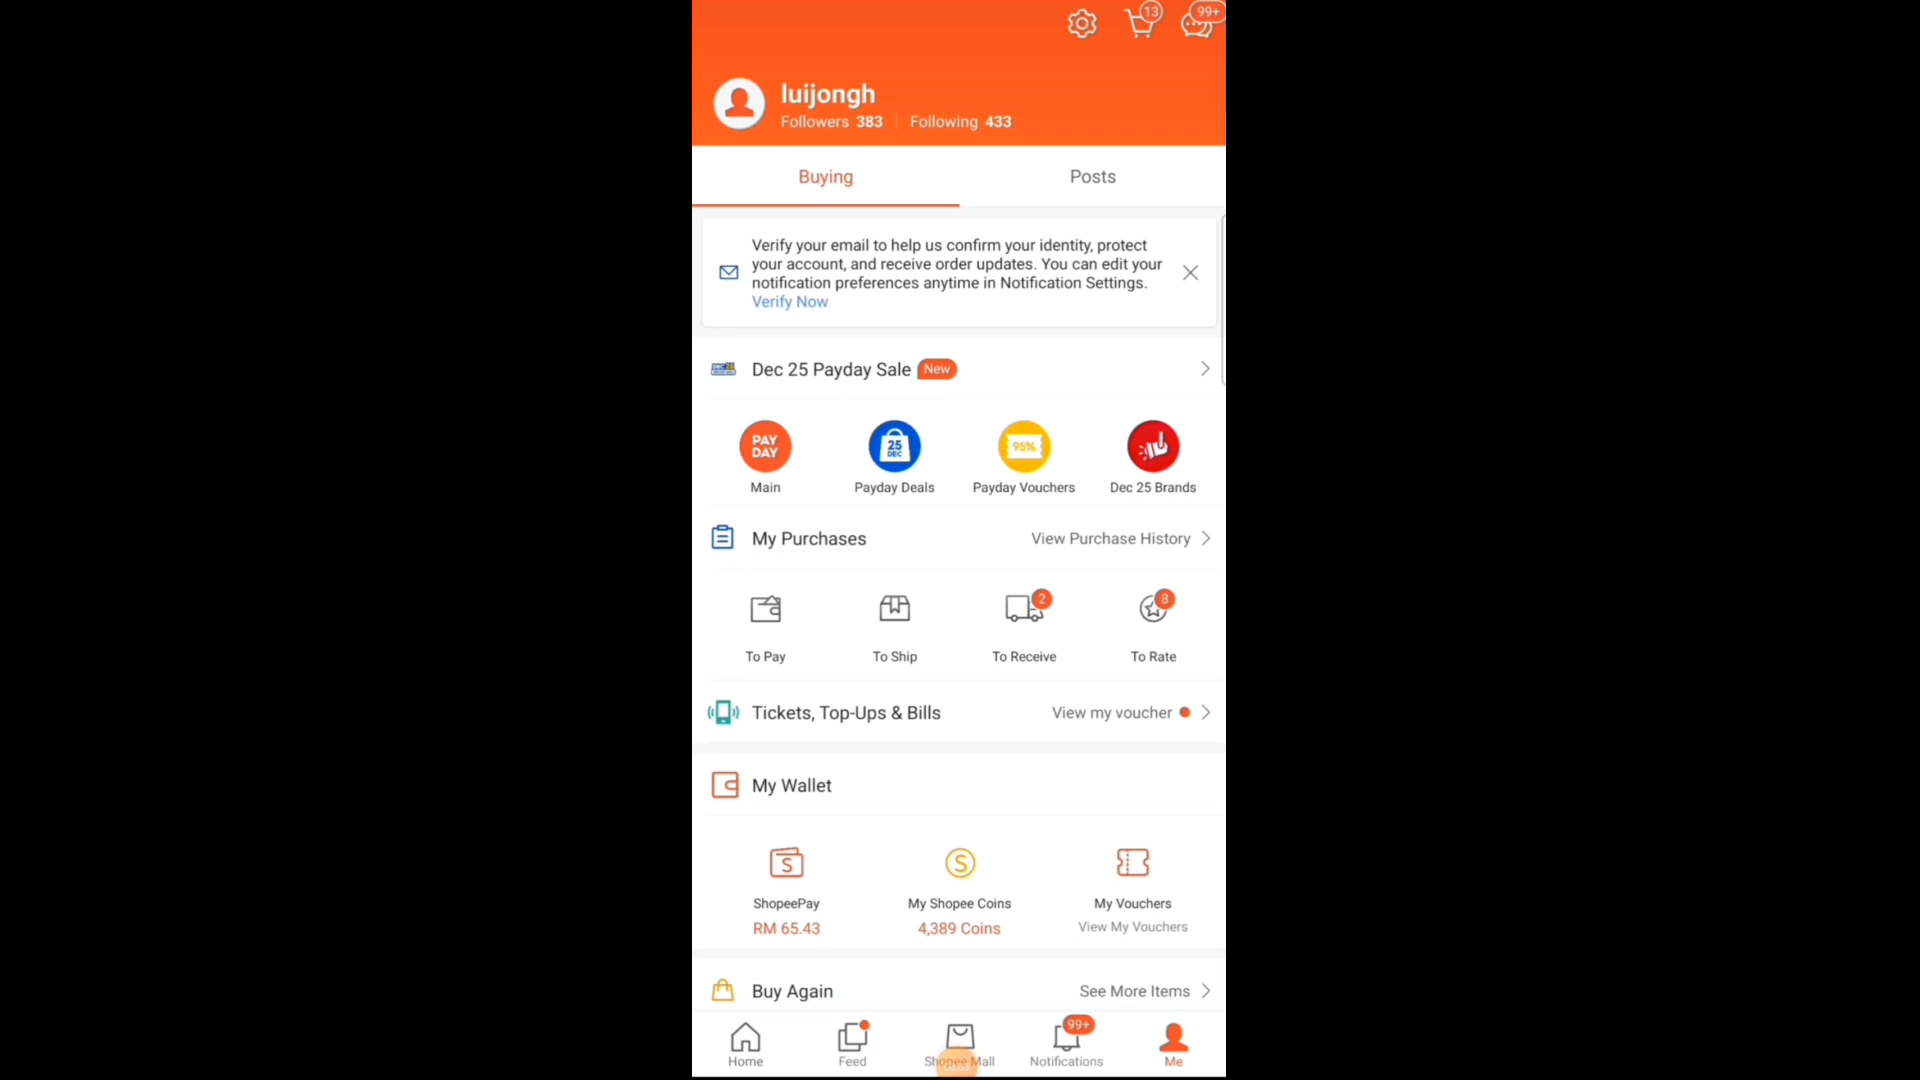 13
99+
luijongh
Followers 383 Following 433
Buying Posts
Verify your email to help us confirm your identity, protect
your account, and receive order updates. You can edit your
notification preferences anytime in Notification Settings.
Verify Now
Dec 25 Payday Sale New
PAY
DAY
25
DEC
95%
Main Payday Deals Payday Vouchers Dec 25 Brands
My Purchases View Purchase History
2
8
To Pay To Ship To Receive To Rate
Tickets, Top-Ups & Bills View my voucher
My Wallet
ShopeePay My Shopee Coins My Vouchers
RM 65.43 4,389 Coins View My Vouchers
Buy Again See More Items
99+
Home Feed Shopee Mall Notifications Me